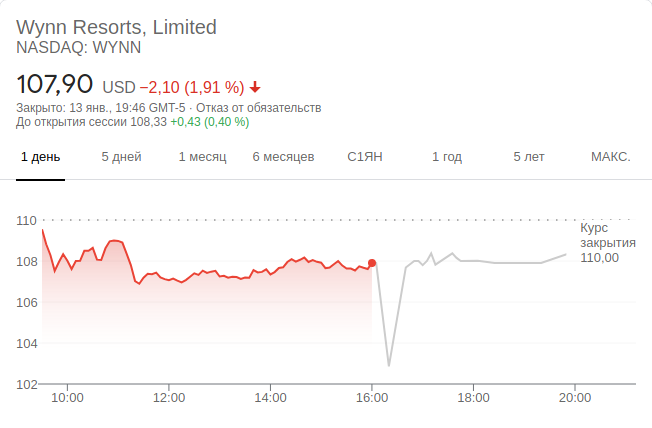 Wynn Resorts, Limited
NASDAQ: WYNN
107,90 USD −2,10 (1,91 %)
Закрыто: 13 янв., 19:46 GMT-5 · Отказ от обязательств
До открытия сессии 108,33 +0,43 (0,40 %)
1 день 5 дней 1 месяц 6 месяцев С1ЯН 1 год 5 лет МАКС.
110
Курс
закрытия
110,00
108
106
104
102
10:00 12:00 14:00 16:00 18:00 20:00